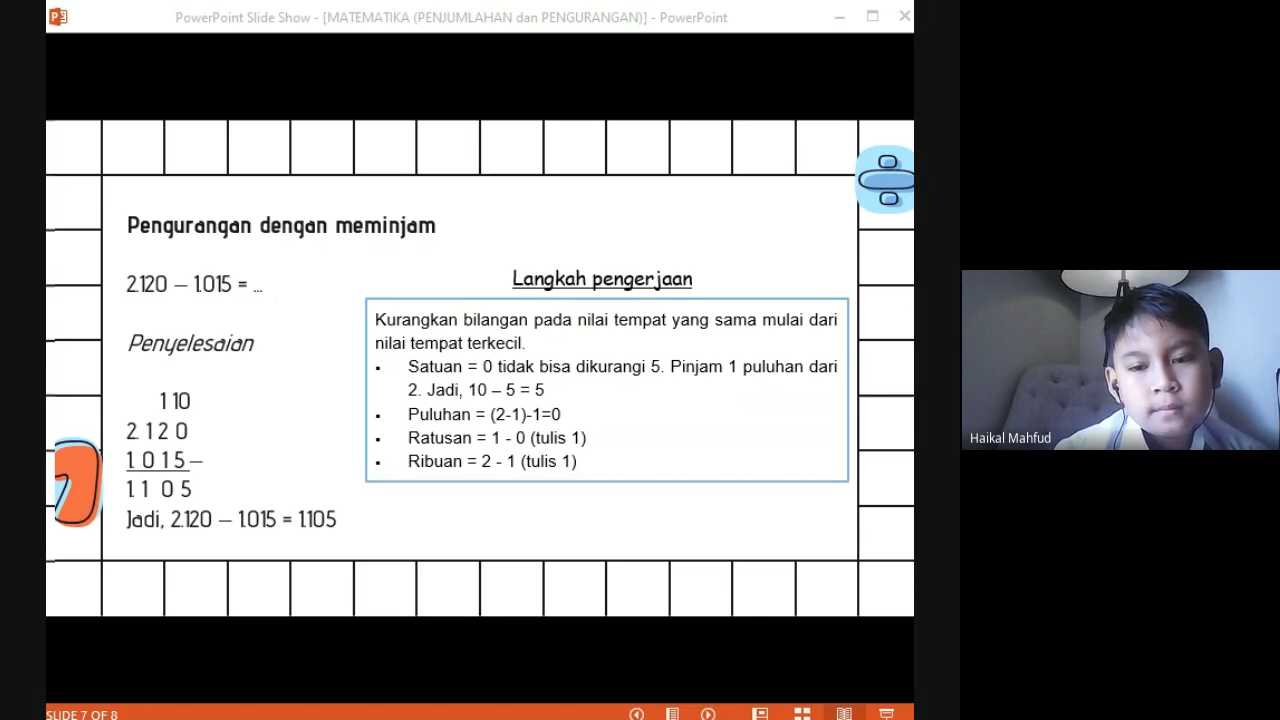 PowerPoint Slide Show - [MATEMATIKA (PENJUMLAHAN dan PENGURANGAN)] - PowerPoint
Pengurangan dengan meminjam
2.120 – 1.015 = ...
Penyelesaian
1 10
2. 1 2 0
1. 0 1 5 –
1. 1 0 5
Jadi, 2.120 – 1.015 = 1.105
Langkah pengerjaan
Kurangkan bilangan pada nilai tempat yang sama mulai dari
nilai tempat terkecil.
▪ Satuan = 0 tidak bisa dikurangi 5. Pinjam 1 puluhan dari
2. Jadi, 10 – 5 = 5
▪ Puluhan = (2-1)-1=0
▪ Ratusan = 1 - 0 (tulis 1)
▪ Ribuan = 2 - 1 (tulis 1)
Haikal Mahfud
SLIDE 7 OF 8